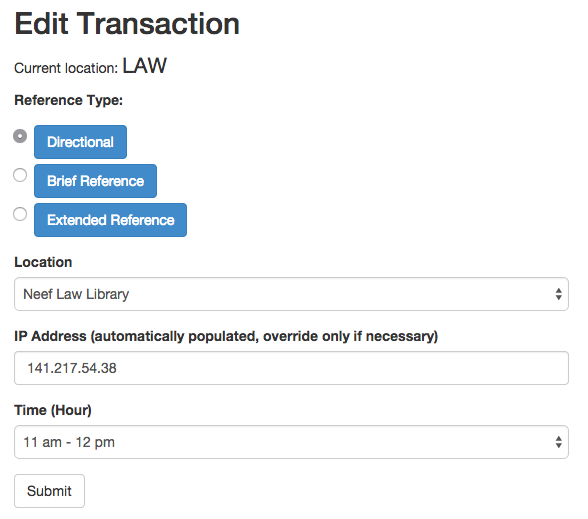 Edit Transaction
Current location: LAW
Reference Type:
Directional
Brief Reference
Extended Reference
Location
Neef Law Library
IP Address (automatically populated, override only if necessary)
141.217.54.38
Time (Hour)
11 am - 12 pm
Submit